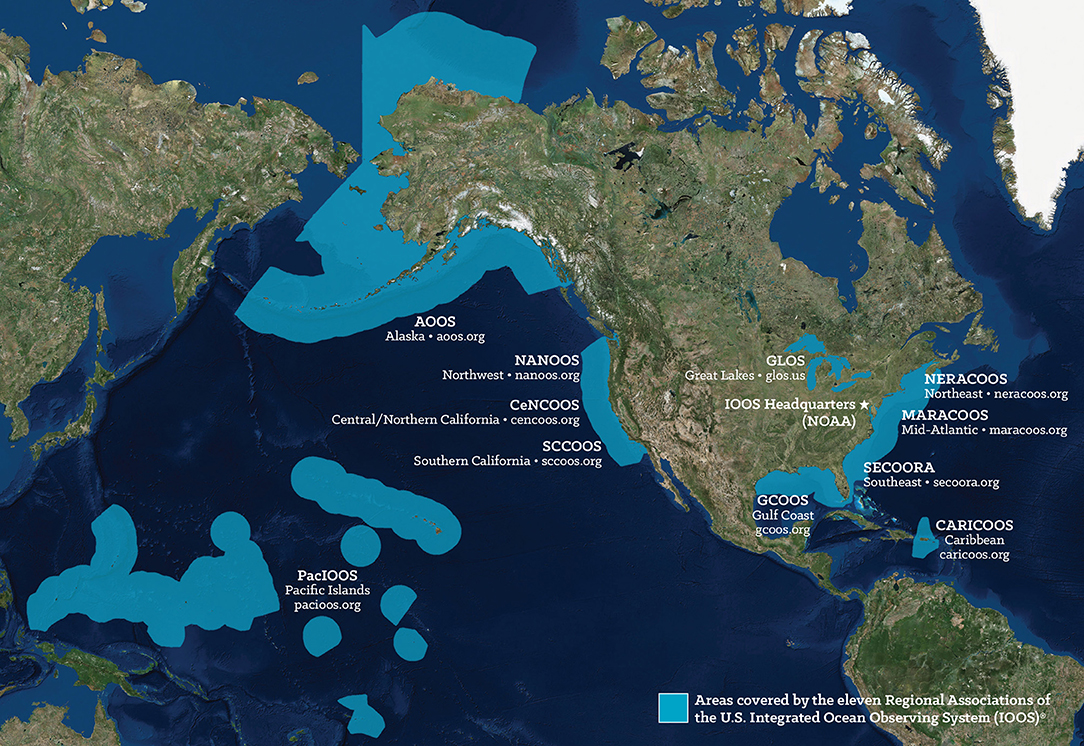 AOOS
Alaska • aoos.org
NANOOS
Northwest • nanoos.org
CeNCOOS
Central/Northern California • cencoos.org
SCCOOS
Southern California • sccoos.org
GLOS
Great Lakes • glos.us
IOOS Headquarters ★
(NOAA)
NERACOOS
Northeast • neracoos.org
MARACOOS
Mid-Atlantic • maracoos.org
SECOORA
Southeast • secoora.org
GCOOS
Gulf Coast
gcoos.org
CARICOOS
Caribbean
caricoos.org
PacIOOS
Pacific Islands
pacioos.org
Areas covered by the eleven Regional Associations of
the U.S. Integrated Ocean Observing System (IOOS)®